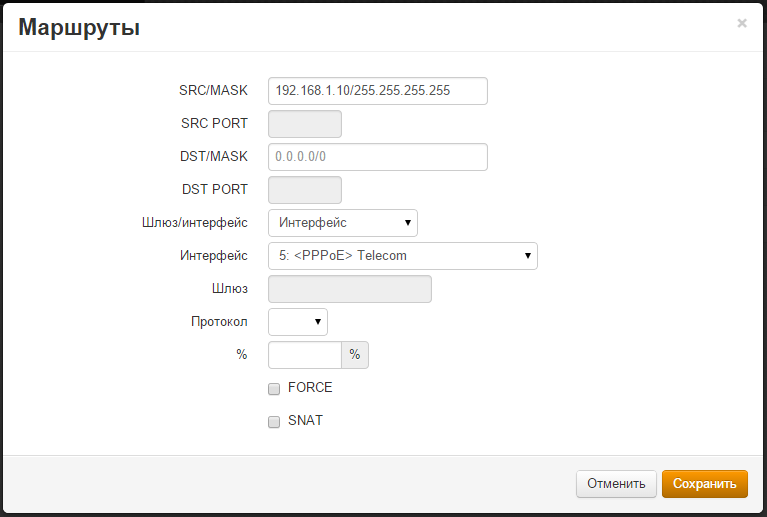 Маршруты ×
SRC/MASK 192.168.1.10/255.255.255.255
SRC PORT
DST/MASK 0.0.0.0/0
DST PORT
Шлюз/интерфейс Интерфейс
Интерфейс 5: <PPPoE> Telecom
Шлюз
Протокол
% %
FORCE
SNAT
Отменить Сохранить